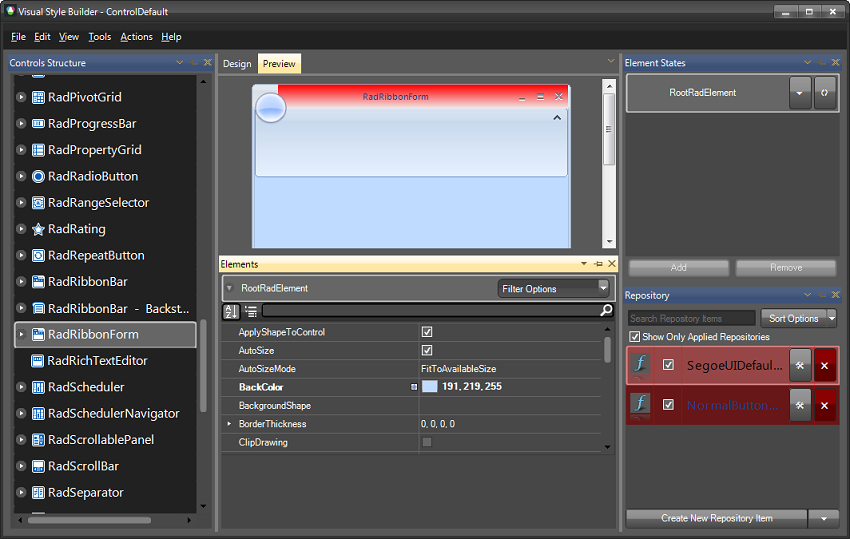 Visual Style Builder - ControlDefault
File Edit View Tools Actions Help
Controls Structure
RadPivotGrid
RadProgressBar
RadPropertyGrid
RadRadioButton
RadRangeSelector
RadRating
RadRepeatButton
RadRibbonBar
RadRibbonBar - Backst...
RadRibbonForm
RadRichTextEditor
RadScheduler
RadSchedulerNavigator
RadScrollablePanel
RadScrollBar
RadSeparator
Design Preview
RadRibbonForm
Elements
RootRadElement
Filter Options
ApplyShapeToControl
AutoSize
AutoSizeMode FitToAvailableSize
BackColor 191, 219, 255
BackgroundShape
BorderThickness 0, 0, 0, 0
ClipDrawing
Element States
RootRadElement
Add Remove
Repository
Search Repository Items Sort Options
Show Only Applied Repositories
SegoeUIDefaul...
NormalButton...
Create New Repository Item